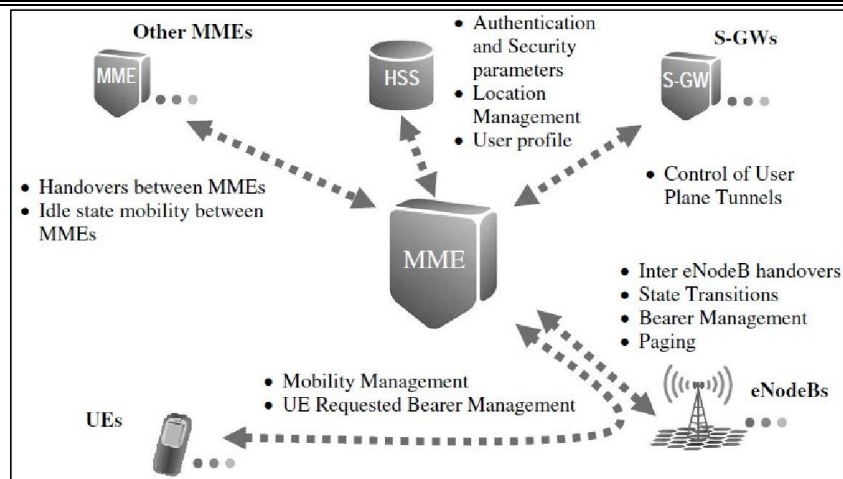 Other MMEs
MME
• Handovers between MMEs
• Idle state mobility between
MMEs
HSS
• Authentication
and Security
parameters
• Location
Management
• User profile
S-GWs
S-GW
• Control of User
Plane Tunnels
MME
• Inter eNodeB handovers
• State Transitions
• Bearer Management
• Paging
eNodeBs
• Mobility Management
• UE Requested Bearer Management
UEs